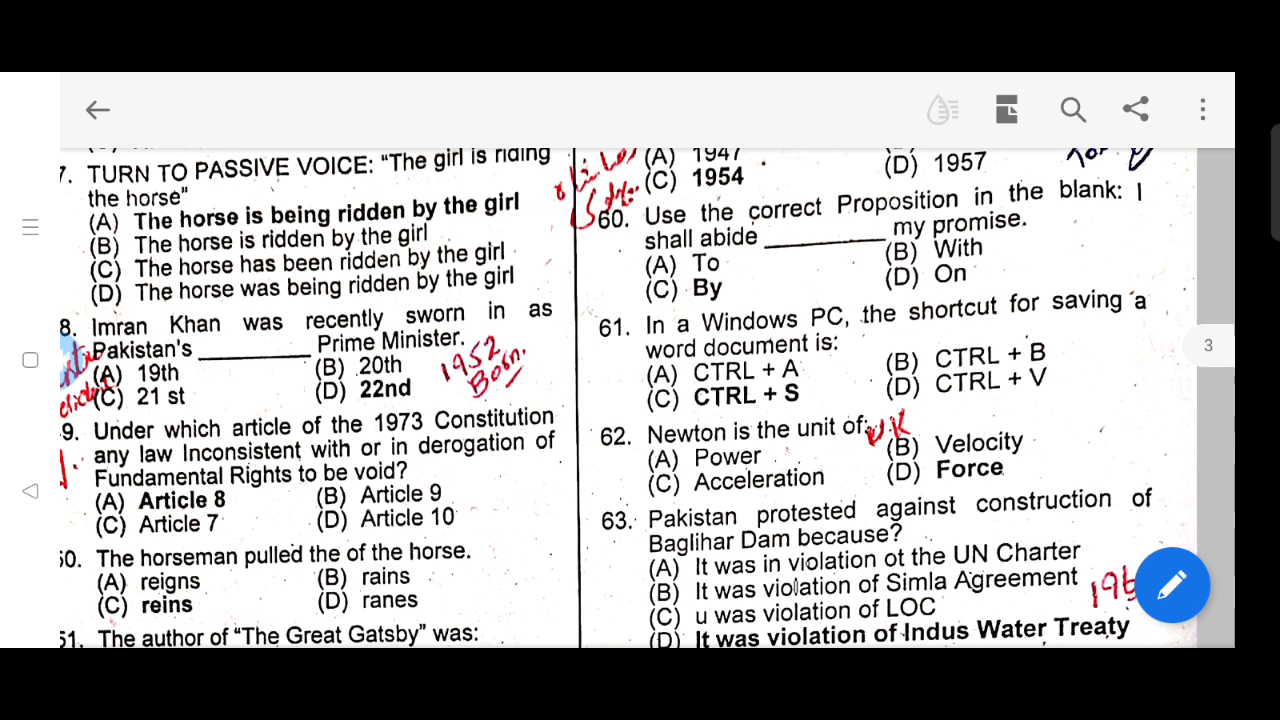 7. TURN TO PASSIVE VOICE: "The girl is riding
the horse"
(A) The horse is being ridden by the girl
(B) The horse is ridden by the girl
(C) The horse has been ridden by the girl
(D) The horse was being ridden by the girl
8. Imran Khan was recently sworn in as
Pakistan's __________ Prime Minister.
(A) 19th (B) 20th
(C) 21 st (D) 22nd
1952
Born.
9. Under which article of the 1973 Constitution
any law Inconsistent with or in derogation of
Fundamental Rights to be void?
(A) Article 8 (B) Article 9
(C) Article 7 (D) Article 10
50. The horseman pulled the of the horse.
(A) reigns (B) rains
(C) reins (D) ranes
51. The author of "The Great Gatsby" was:
(A) 1947
(C) 1954 (D) 1957
60. Use the correct Proposition in the blank: I
shall abide __________ my promise.
(A) To (B) With
(C) By (D) On
61. In a Windows PC, the shortcut for saving a
word document is:
(A) CTRL + A (B) CTRL + B
(C) CTRL + S (D) CTRL + V
62. Newton is the unit of: U.K
(A) Power (B) Velocity
(C) Acceleration (D) Force
63. Pakistan protested against construction of
Baglihar Dam because?
(A) It was in violation ot the UN Charter
(B) It was violation of Simla Agreement
(C) u was violation of LOC
(D) It was violation of Indus Water Treaty
3